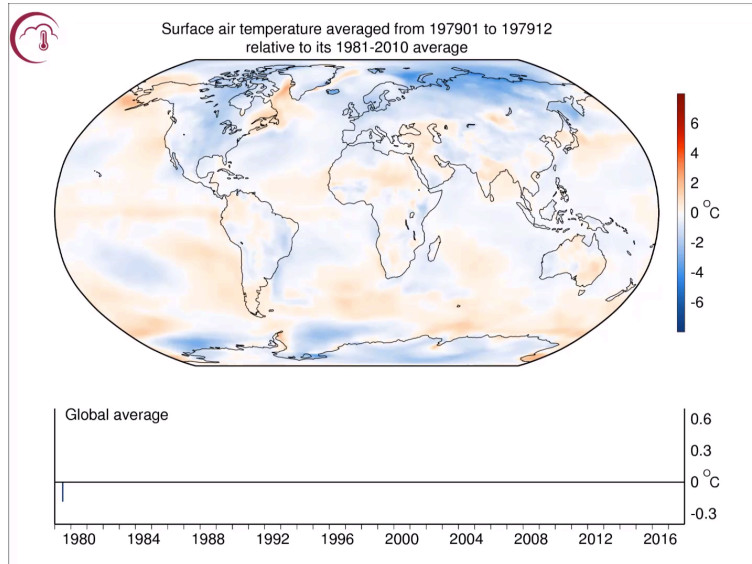 Surface air temperature averaged from 197901 to 197912
relative to its 1981-2010 average
6
4
2
0 °C
-2
-4
-6
Global average
0.6
0.3
0 °C
-0.3
1980 1984 1988 1992 1996 2000 2004 2008 2012 2016